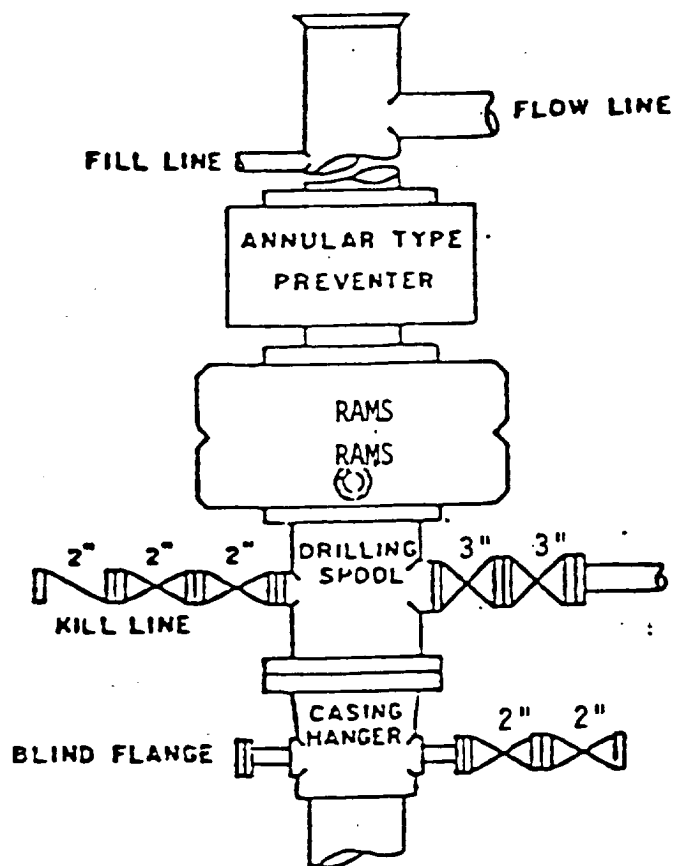 FLOW LINE
FILL LINE
ANNULAR TYPE
PREVENTER
RAMS
RAMS
2" 2" 2"
DRILLING
SPOOL
3" 3"
KILL LINE
CASING
HANGER
2" 2"
BLIND FLANGE